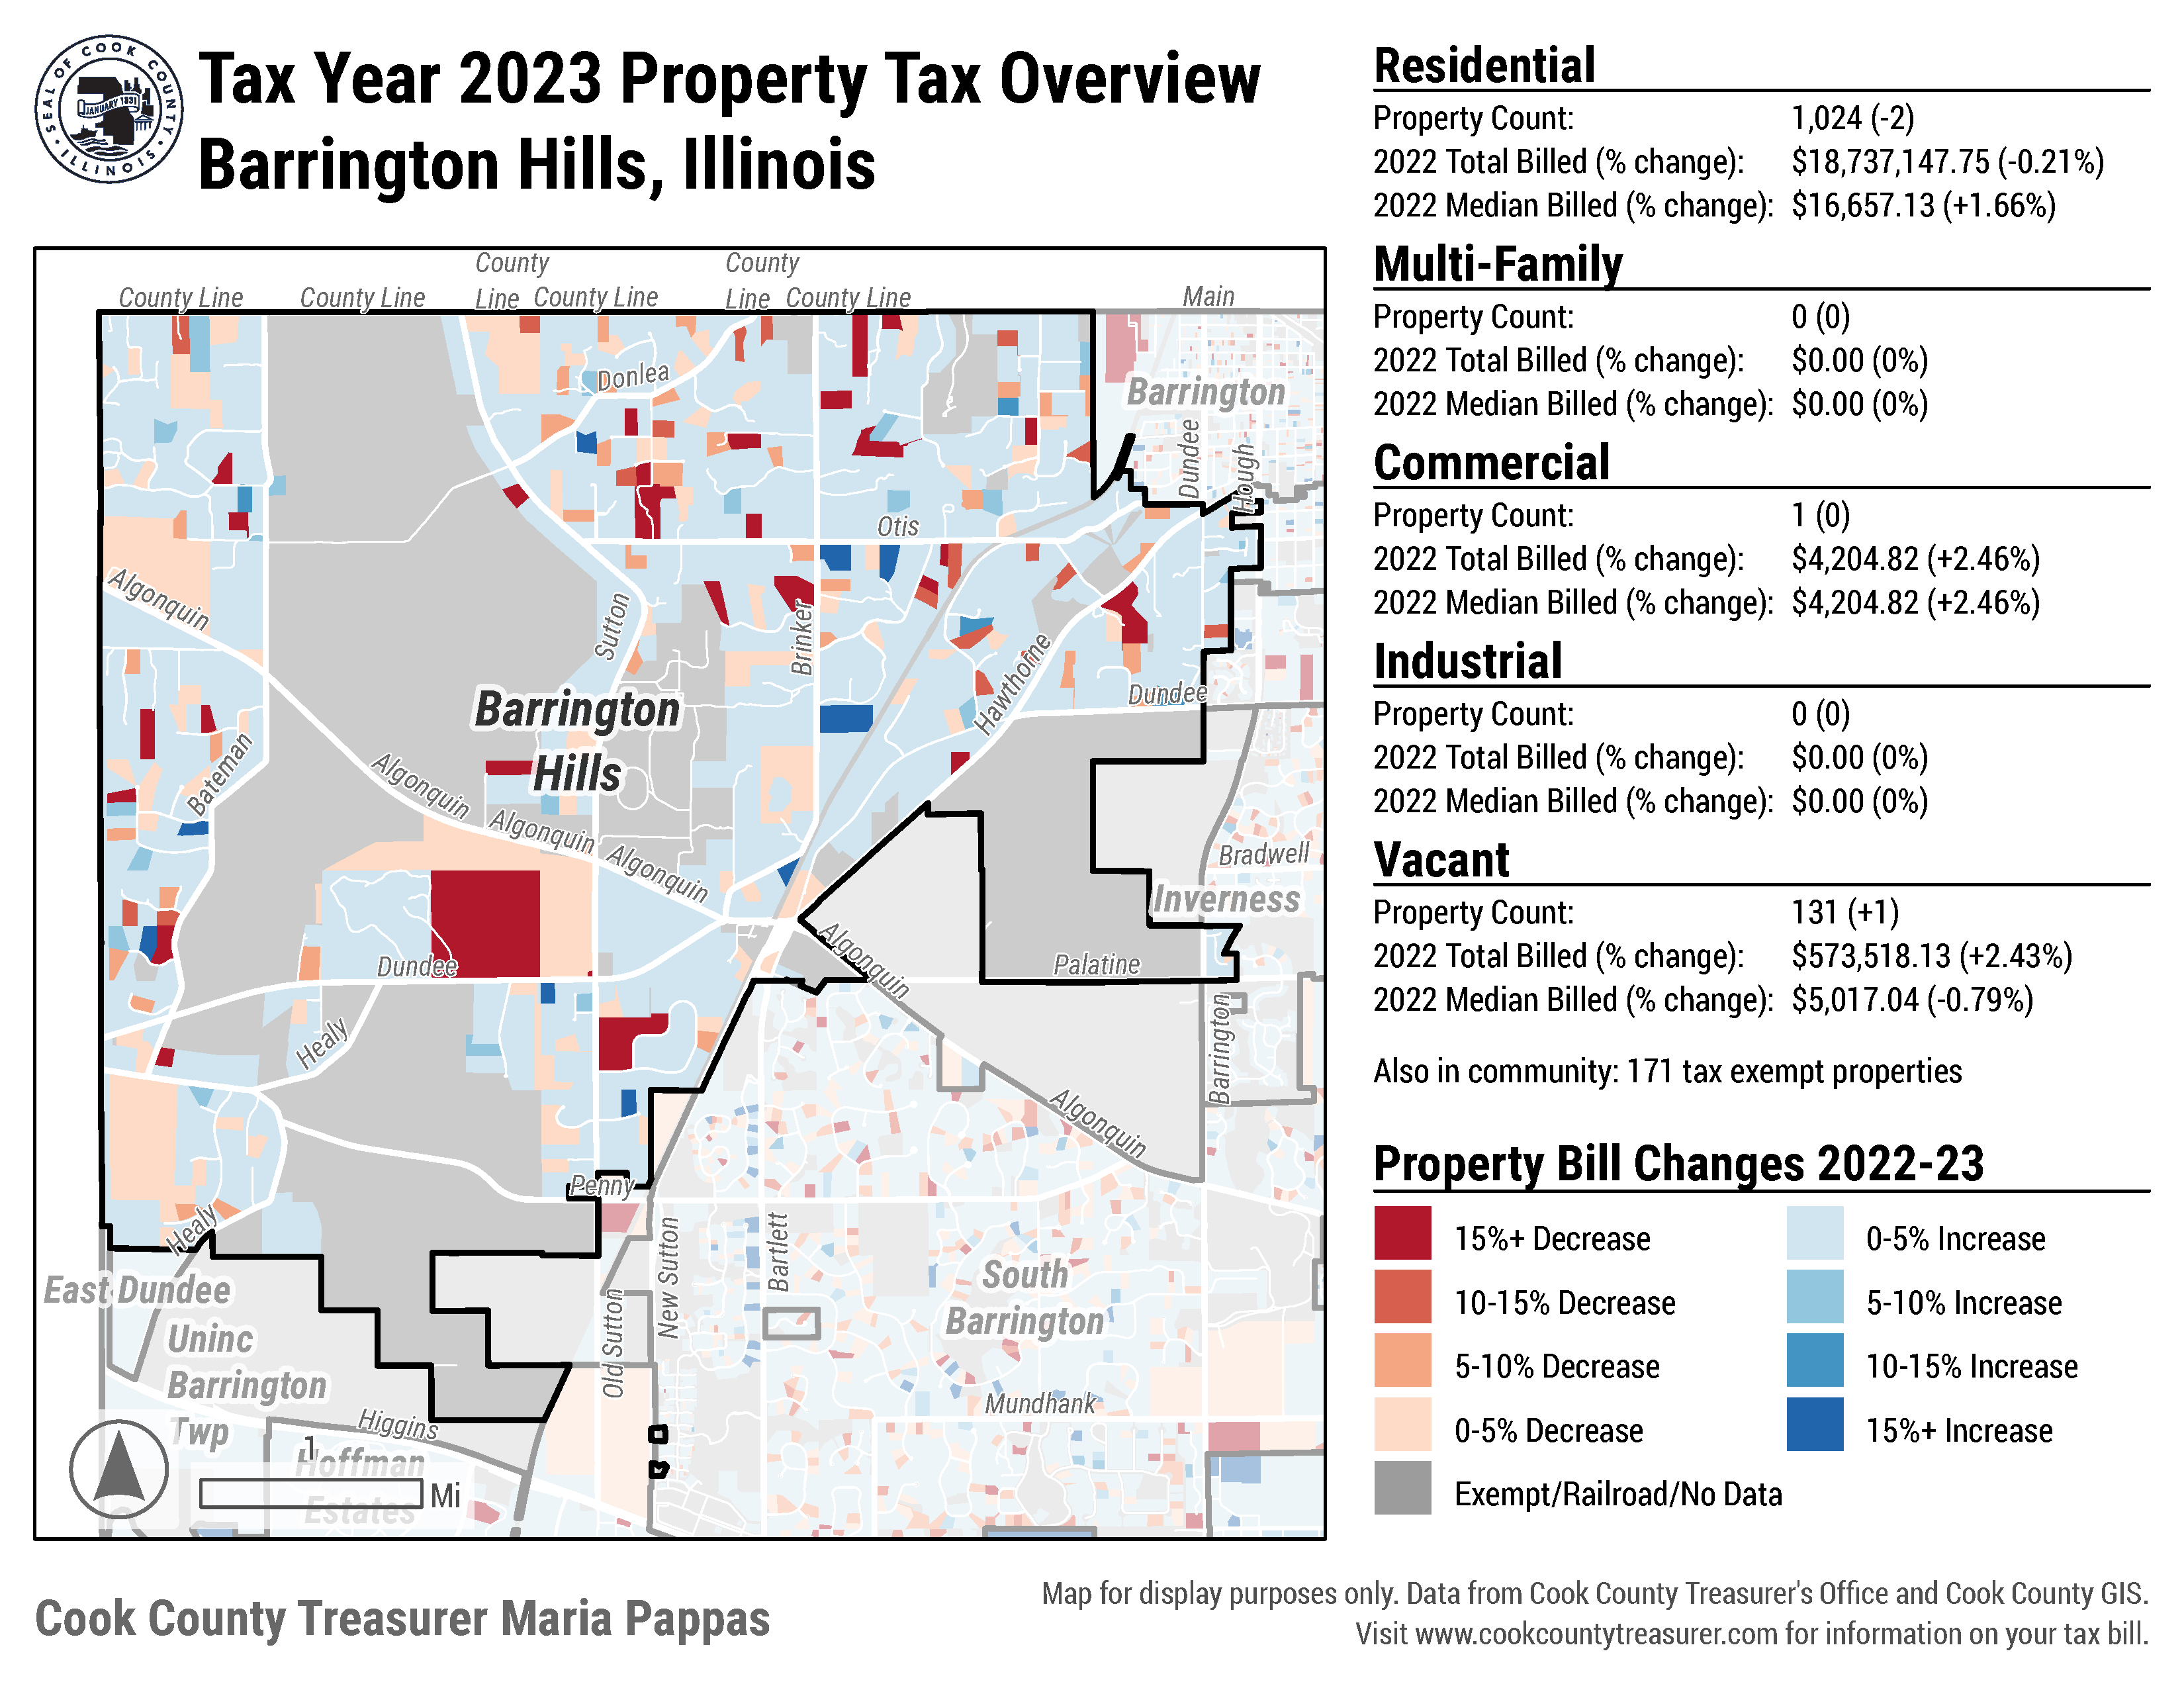 SEAL OF COOK COUNTY
JANUARY 1831
• ILLINOIS •
Tax Year 2023 Property Tax Overview
Barrington Hills, Illinois
County
County
County Line
County Line
Line
County Line
Line
County Line
Main
Donlea
Barrington
Dundee
Hough
Otis
Algonquin
Sutton
Brinker
Hawthorne
Dundee
Barrington
Hills
Bateman
Algonquin
Algonquin
Algonquin
Bradwell
Inverness
Algonquin
Dundee
Palatine
Healy
Barrington
Algonquin
Penny
Healy
New Sutton
Bartlett
East Dundee
South
Barrington
Uninc
Barrington
Twp
Old Sutton
Mundhank
Higgins
1
Hoffman
Mi
Estates
Residential
Property Count: 1,024 (-2)
2022 Total Billed (% change): $18,737,147.75 (-0.21%)
2022 Median Billed (% change): $16,657.13 (+1.66%)
Multi-Family
Property Count: 0 (0)
2022 Total Billed (% change): $0.00 (0%)
2022 Median Billed (% change): $0.00 (0%)
Commercial
Property Count: 1 (0)
2022 Total Billed (% change): $4,204.82 (+2.46%)
2022 Median Billed (% change): $4,204.82 (+2.46%)
Industrial
Property Count: 0 (0)
2022 Total Billed (% change): $0.00 (0%)
2022 Median Billed (% change): $0.00 (0%)
Vacant
Property Count: 131 (+1)
2022 Total Billed (% change): $573,518.13 (+2.43%)
2022 Median Billed (% change): $5,017.04 (-0.79%)
Also in community: 171 tax exempt properties
Property Bill Changes 2022-23
15%+ Decrease
0-5% Increase
10-15% Decrease
5-10% Increase
5-10% Decrease
10-15% Increase
0-5% Decrease
15%+ Increase
Exempt/Railroad/No Data
Cook County Treasurer Maria Pappas
Map for display purposes only. Data from Cook County Treasurer's Office and Cook County GIS.
Visit www.cookcountytreasurer.com for information on your tax bill.